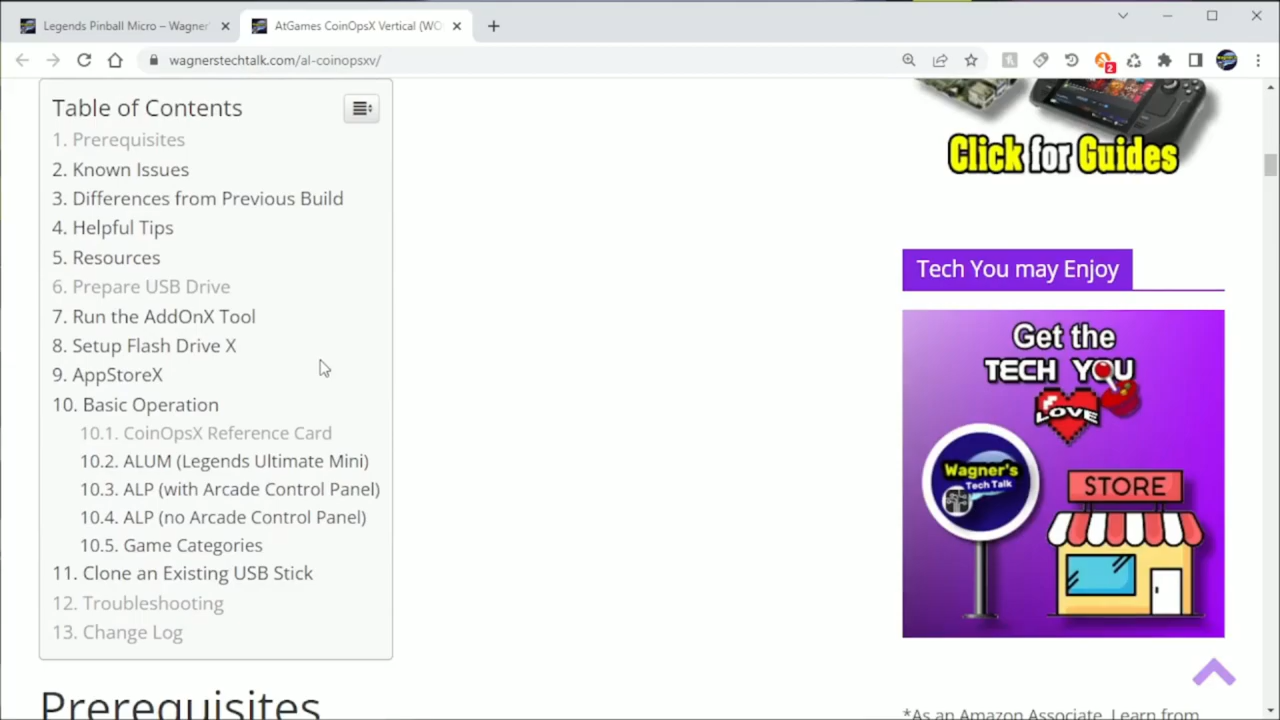 Legends Pinball Micro – Wagner'
AtGames CoinOpsX Vertical (WO
wagnerstechtalk.com/al-coinopsxv/
2
Table of Contents
1. Prerequisites
2. Known Issues
3. Differences from Previous Build
4. Helpful Tips
5. Resources
6. Prepare USB Drive
7. Run the AddOnX Tool
8. Setup Flash Drive X
9. AppStoreX
10. Basic Operation
10.1. CoinOpsX Reference Card
10.2. ALUM (Legends Ultimate Mini)
10.3. ALP (with Arcade Control Panel)
10.4. ALP (no Arcade Control Panel)
10.5. Game Categories
11. Clone an Existing USB Stick
12. Troubleshooting
13. Change Log
Prerequisites
Click for Guides
Tech You may Enjoy
Get the
TECH YOU
LOVE
Wagner's
Tech Talk
STORE
*As an Amazon Associate, I earn from